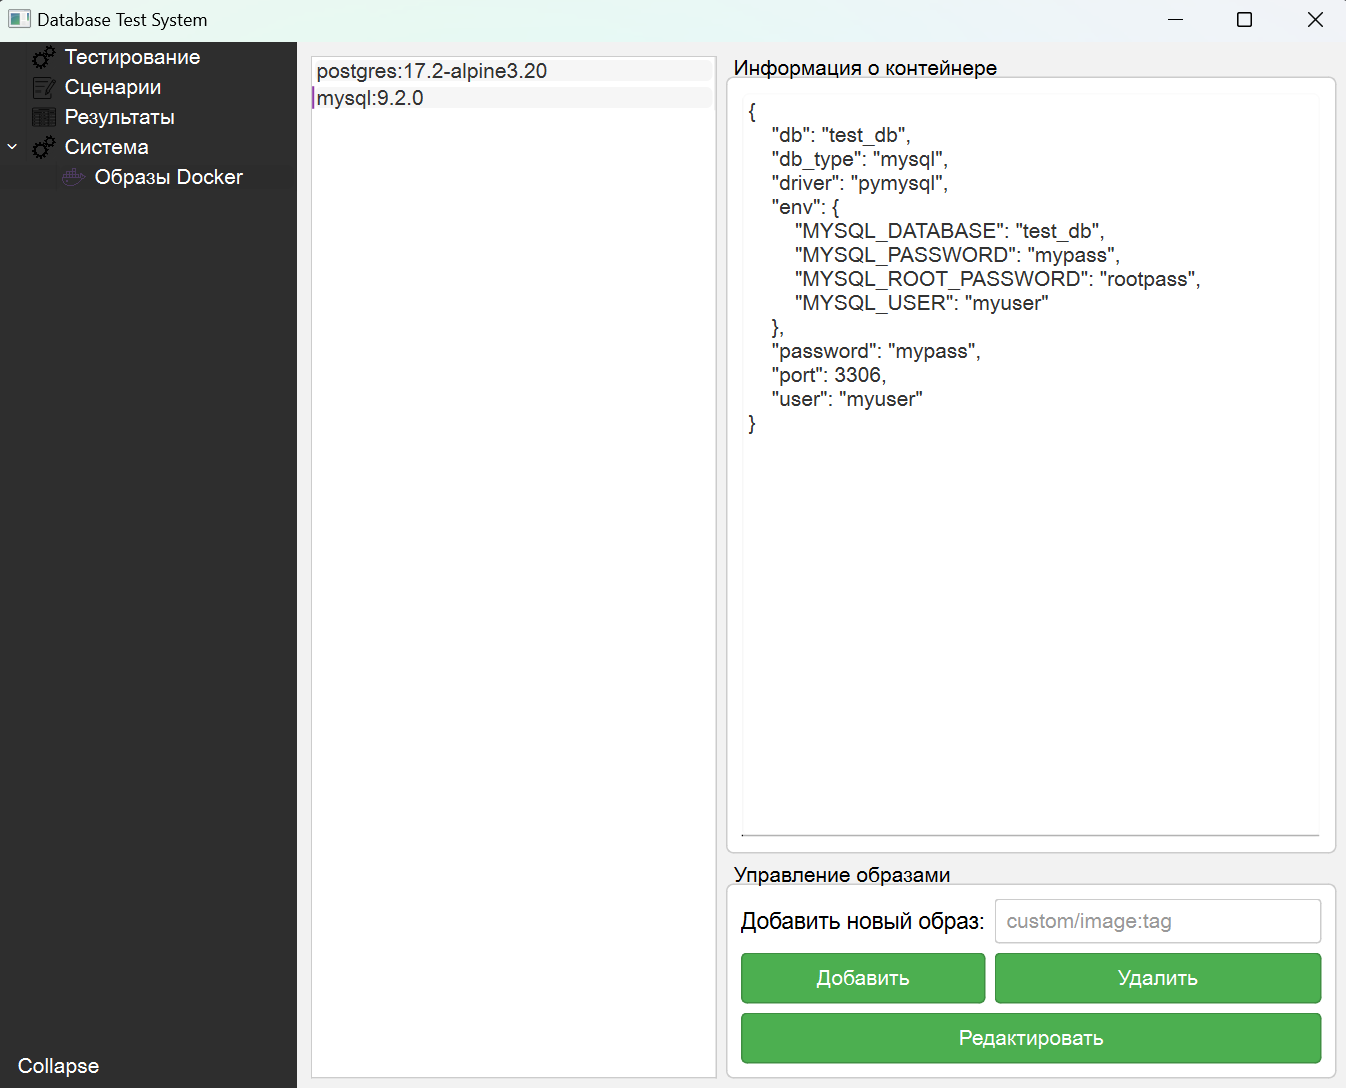 Database Test System
Тестирование
Сценарии
Результаты
Система
Образы Docker
Collapse
postgres:17.2-alpine3.20
mysql:9.2.0
Информация о контейнере
{
    "db": "test_db",
    "db_type": "mysql",
    "driver": "pymysql",
    "env": {
        "MYSQL_DATABASE": "test_db",
        "MYSQL_PASSWORD": "mypass",
        "MYSQL_ROOT_PASSWORD": "rootpass",
        "MYSQL_USER": "myuser"
    },
    "password": "mypass",
    "port": 3306,
    "user": "myuser"
}
Управление образами
Добавить новый образ: custom/image:tag
Добавить Удалить
Редактировать